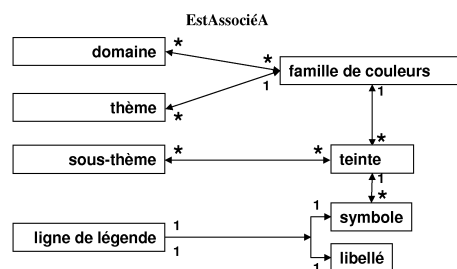 EstAssociéA
domaine
*
*
famille de couleurs
1
1
thème
*
sous-thème
*
*
*
teinte
1
*
ligne de légende
1
1
1
symbole
1
libellé